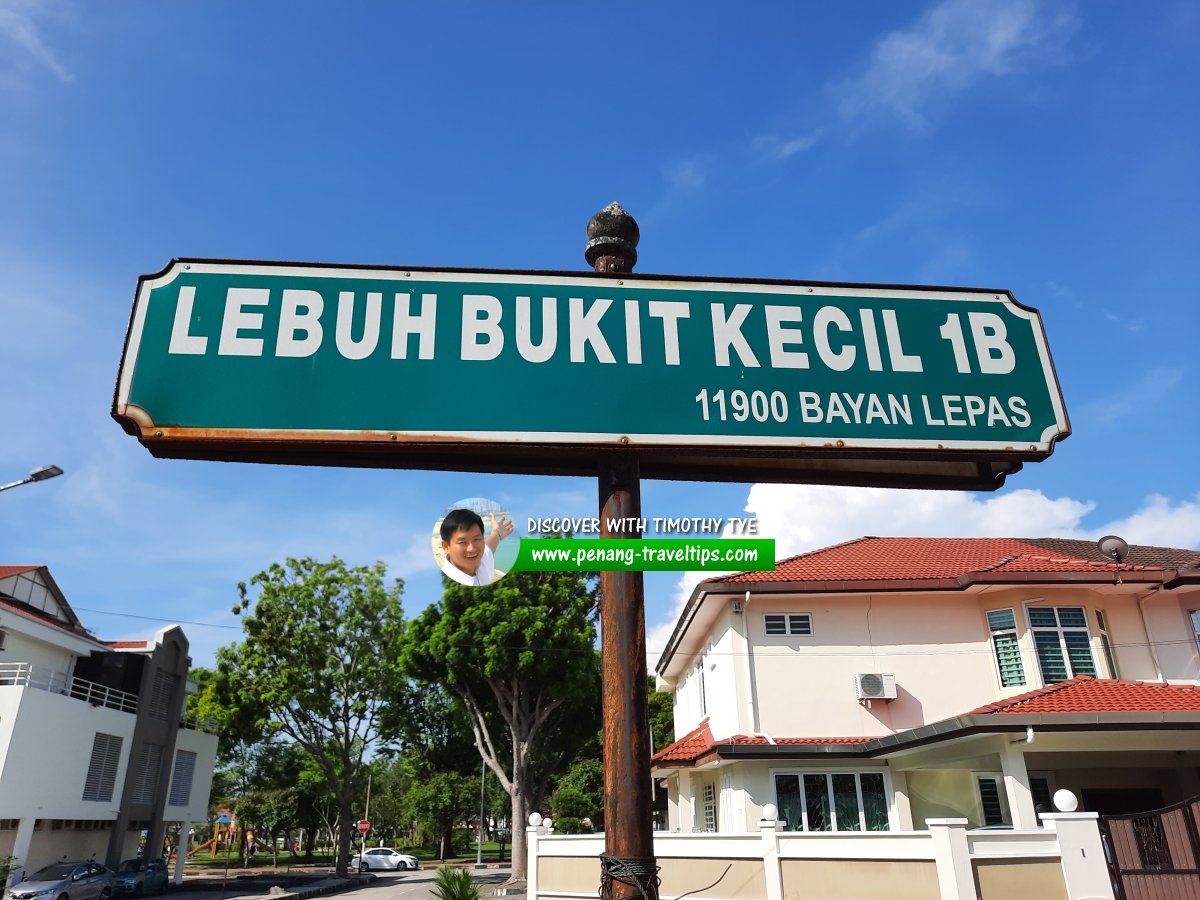 LEBUH BUKIT KECIL 1B
11900 BAYAN LEPAS
DISCOVER WITH TIMOTHY TYE
www.penang-traveltips.com